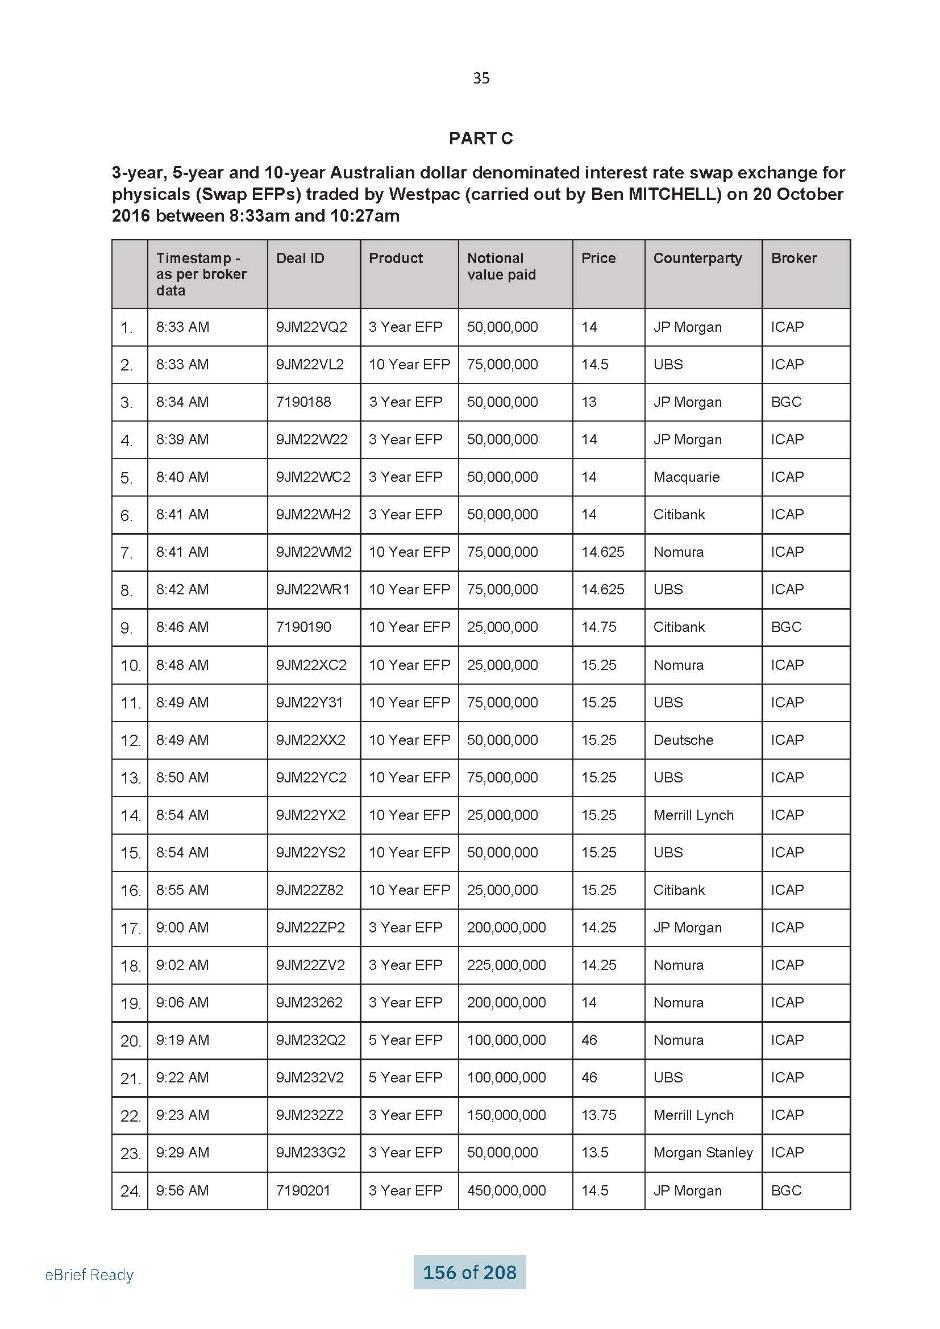 35
PART C
3-year, 5-year and 10-year Australian dollar denominated interest rate swap exchange for
physicals (Swap EFPs) traded by Westpac (carried out by Ben MITCHELL) on 20 October
2016 between 8:33am and 10:27am
Timestamp - as per broker data Deal ID Product Notional value paid Price Counterparty Broker
1. 8:33 AM 9JM22VQ2 3 Year EFP 50,000,000 14 JP Morgan ICAP
2. 8:33 AM 9JM22VL2 10 Year EFP 75,000,000 14.5 UBS ICAP
3. 8:34 AM 7190188 3 Year EFP 50,000,000 13 JP Morgan BGC
4. 8:39 AM 9JM22W22 3 Year EFP 50,000,000 14 JP Morgan ICAP
5. 8:40 AM 9JM22WC2 3 Year EFP 50,000,000 14 Macquarie ICAP
6. 8:41 AM 9JM22WH2 3 Year EFP 50,000,000 14 Citibank ICAP
7. 8:41 AM 9JM22WM2 10 Year EFP 75,000,000 14.625 Nomura ICAP
8. 8:42 AM 9JM22WR1 10 Year EFP 75,000,000 14.625 UBS ICAP
9. 8:46 AM 7190190 10 Year EFP 25,000,000 14.75 Citibank BGC
10. 8:48 AM 9JM22XC2 10 Year EFP 25,000,000 15.25 Nomura ICAP
11. 8:49 AM 9JM22Y31 10 Year EFP 75,000,000 15.25 UBS ICAP
12. 8:49 AM 9JM22XX2 10 Year EFP 50,000,000 15.25 Deutsche ICAP
13. 8:50 AM 9JM22YC2 10 Year EFP 75,000,000 15.25 UBS ICAP
14. 8:54 AM 9JM22YX2 10 Year EFP 25,000,000 15.25 Merrill Lynch ICAP
15. 8:54 AM 9JM22YS2 10 Year EFP 50,000,000 15.25 UBS ICAP
16. 8:55 AM 9JM22Z82 10 Year EFP 25,000,000 15.25 Citibank ICAP
17. 9:00 AM 9JM22ZP2 3 Year EFP 200,000,000 14.25 JP Morgan ICAP
18. 9:02 AM 9JM22ZV2 3 Year EFP 225,000,000 14.25 Nomura ICAP
19. 9:06 AM 9JM23262 3 Year EFP 200,000,000 14 Nomura ICAP
20. 9:19 AM 9JM232Q2 5 Year EFP 100,000,000 46 Nomura ICAP
21. 9:22 AM 9JM232V2 5 Year EFP 100,000,000 46 UBS ICAP
22. 9:23 AM 9JM232Z2 3 Year EFP 150,000,000 13.75 Merrill Lynch ICAP
23. 9:29 AM 9JM233G2 3 Year EFP 50,000,000 13.5 Morgan Stanley ICAP
24. 9:56 AM 7190201 3 Year EFP 450,000,000 14.5 JP Morgan BGC
eBrief Ready
156 of 208